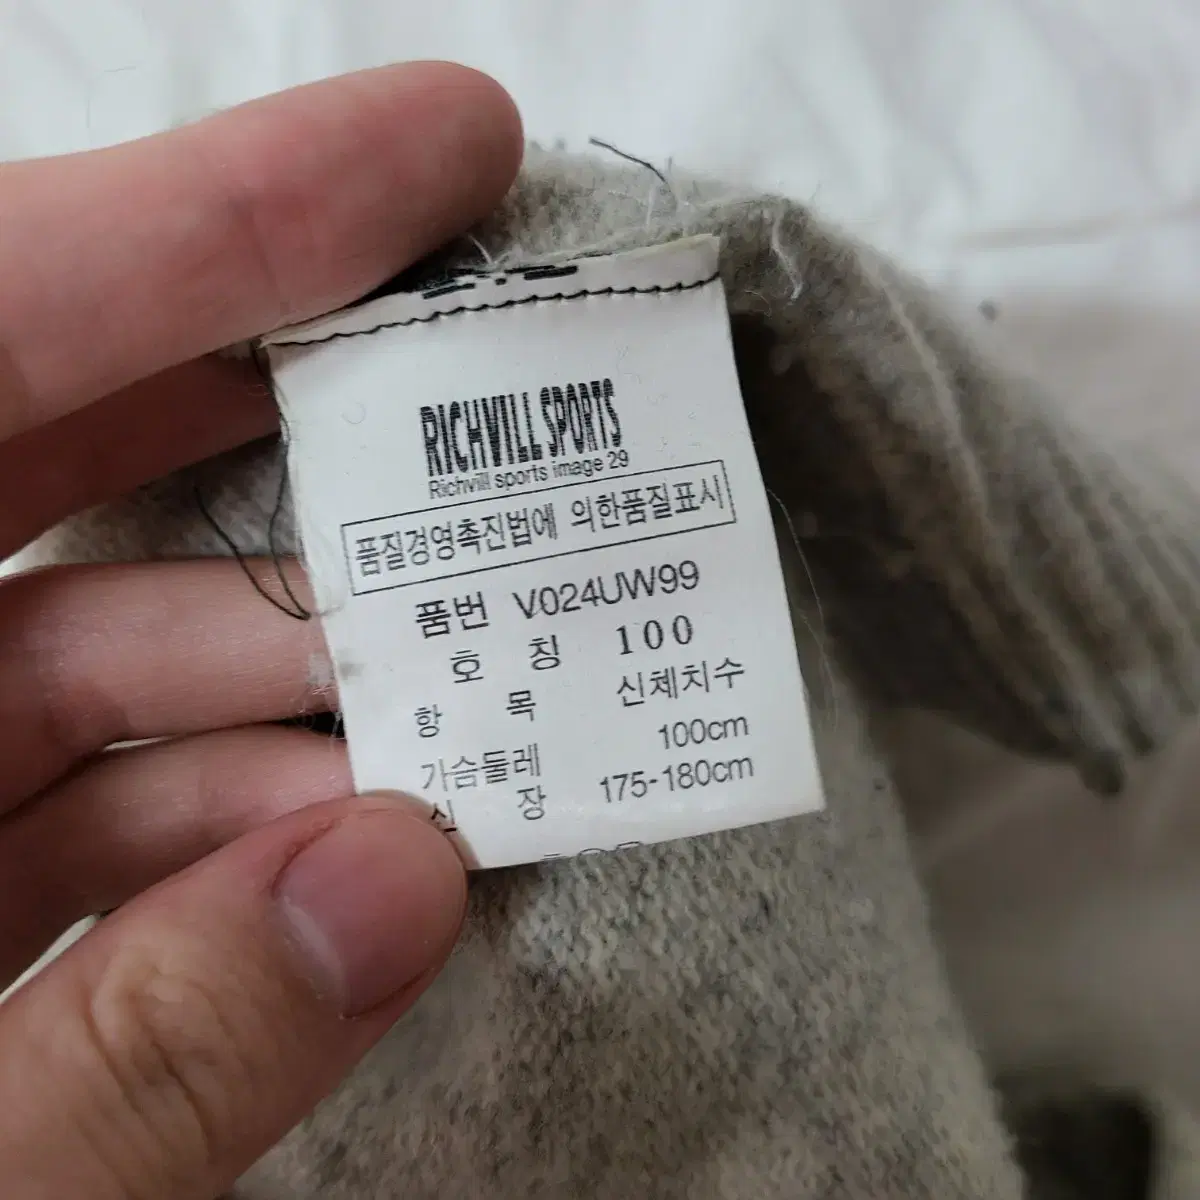 RICHVILL SPORTS
Richvill sports image 29
품질경영촉진법에 의한품질표시
품번 V024UW99
호 칭 100
항 목 신체치수
가슴둘레 100cm
신 장 175-180cm